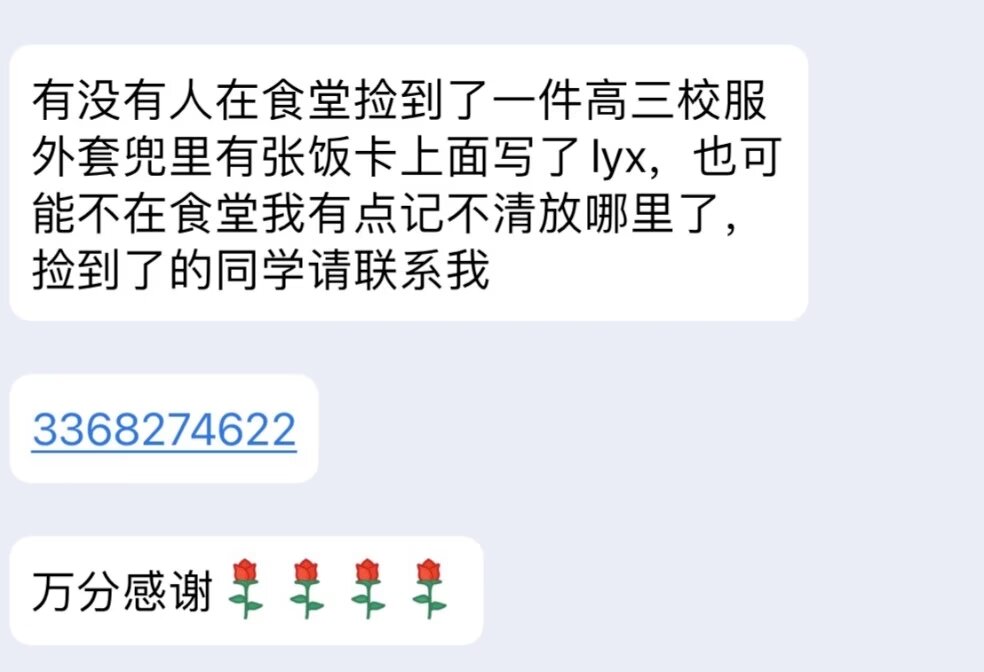 有没有人在食堂捡到了一件高三校服
外套兜里有张饭卡上面写了lyx，也可
能不在食堂我有点记不清放哪里了，
捡到了的同学请联系我
3368274622
万分感谢🌹🌹🌹🌹